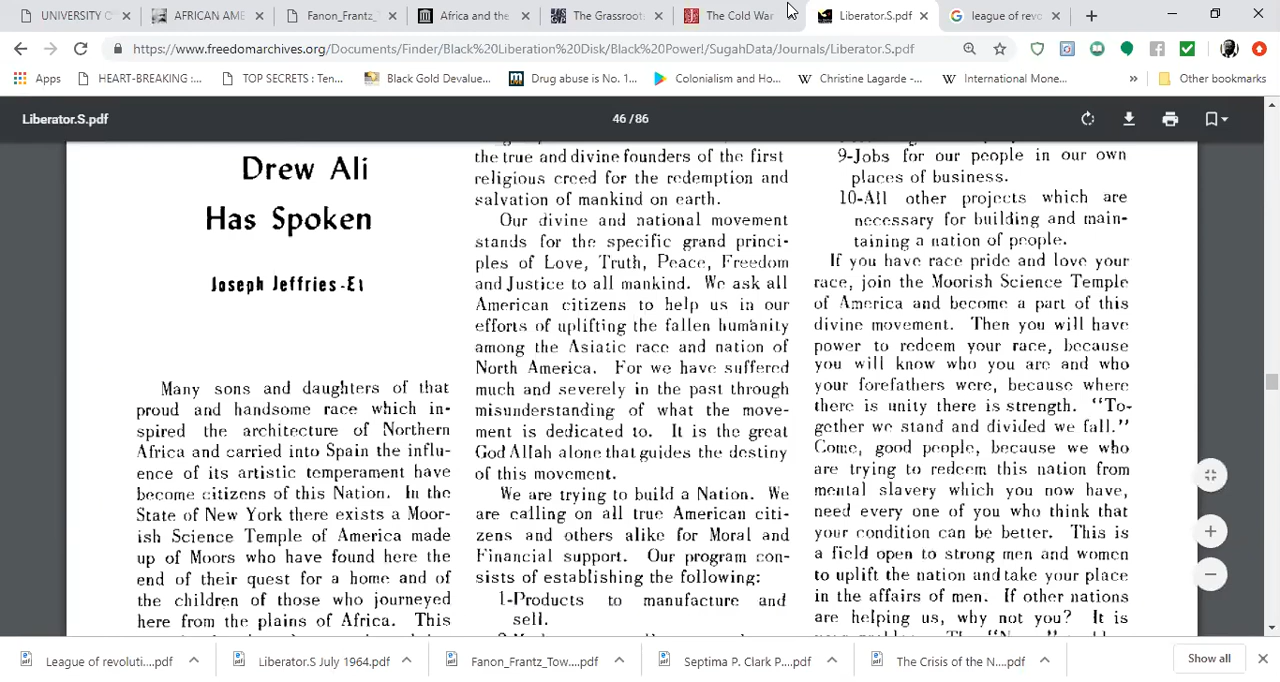 UNIVERSITY C
AFRICAN AME
Fanon_Frantz_
Africa and the
The Grassroot
The Cold War
Liberator.S.pdf
league of revo
https://www.freedomarchives.org/Documents/Finder/Black%20Liberation%20Disk/Black%20Power!/SugahData/Journals/Liberator.S.pdf
Apps
HEART-BREAKING :...
TOP SECRETS : Ten...
Black Gold Devalue...
Drug abuse is No. 1...
Colonialism and Ho...
Christine Lagarde -...
International Mone...
»
Other bookmarks
Liberator.S.pdf
46 / 86
Drew Ali
Has Spoken
Joseph Jeffries-El
Many sons and daughters of that
proud and handsome race which in-
spired the architecture of Northern
Africa and carried into Spain the influ-
ence of its artistic temperament have
become citizens of this Nation. In the
State of New York there exists a Moor-
ish Science Temple of America made
up of Moors who have found here the
end of their quest for a home and of
the children of those who journeyed
here from the plains of Africa. This
the true and divine founders of the first
religious creed for the redemption and
salvation of mankind on earth.
Our divine and national movement
stands for the specific grand princi-
ples of Love, Truth, Peace, Freedom
and Justice to all mankind. We ask all
American citizens to help us in our
efforts of uplifting the fallen humanity
among the Asiatic race and nation of
North America. For we have suffered
much and severely in the past through
misunderstanding of what the move-
ment is dedicated to. It is the great
God Allah alone that guides the destiny
of this movement.
We are trying to build a Nation. We
are calling on all true American citi-
zens and others alike for Moral and
Financial support. Our program con-
sists of establishing the following:
1-Products to manufacture and
sell.
9-Jobs for our people in our own
places of business.
10-All other projects which are
necessary for building and main-
taining a nation of people.
If you have race pride and love your
race, join the Moorish Science Temple
of America and become a part of this
divine movement. Then you will have
power to redeem your race, because
you will know who you are and who
your forefathers were, because where
there is unity there is strength. "To-
gether we stand and divided we fall."
Come, good people, because we who
are trying to redeem this nation from
mental slavery which you now have,
need every one of you who think that
your condition can be better. This is
a field open to strong men and women
to uplift the nation and take your place
in the affairs of men. If other nations
are helping us, why not you? It is
League of revoluti....pdf
Liberator.S July 1964.pdf
Fanon_Frantz_Tow....pdf
Septima P. Clark P....pdf
The Crisis of the N....pdf
Show all